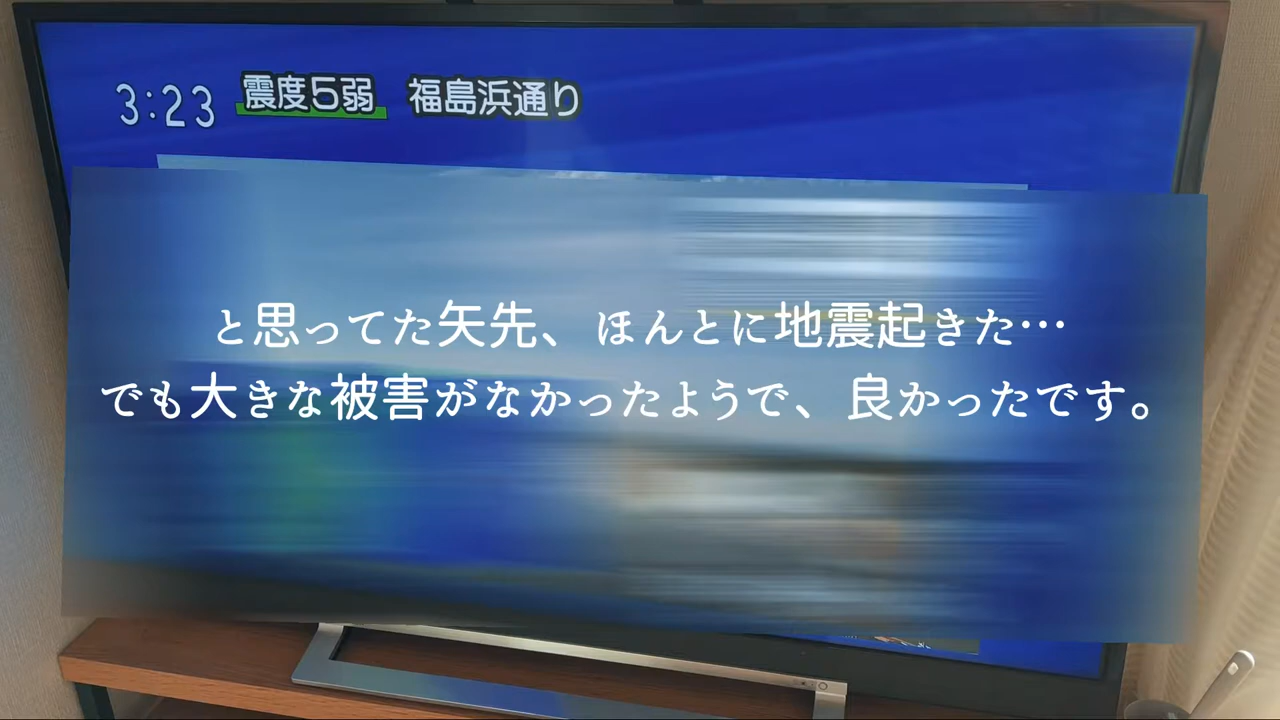 3:23 震度5弱 福島浜通り
と思ってた矢先、ほんとに地震起きた…
でも大きな被害がなかったようで、良かったです。